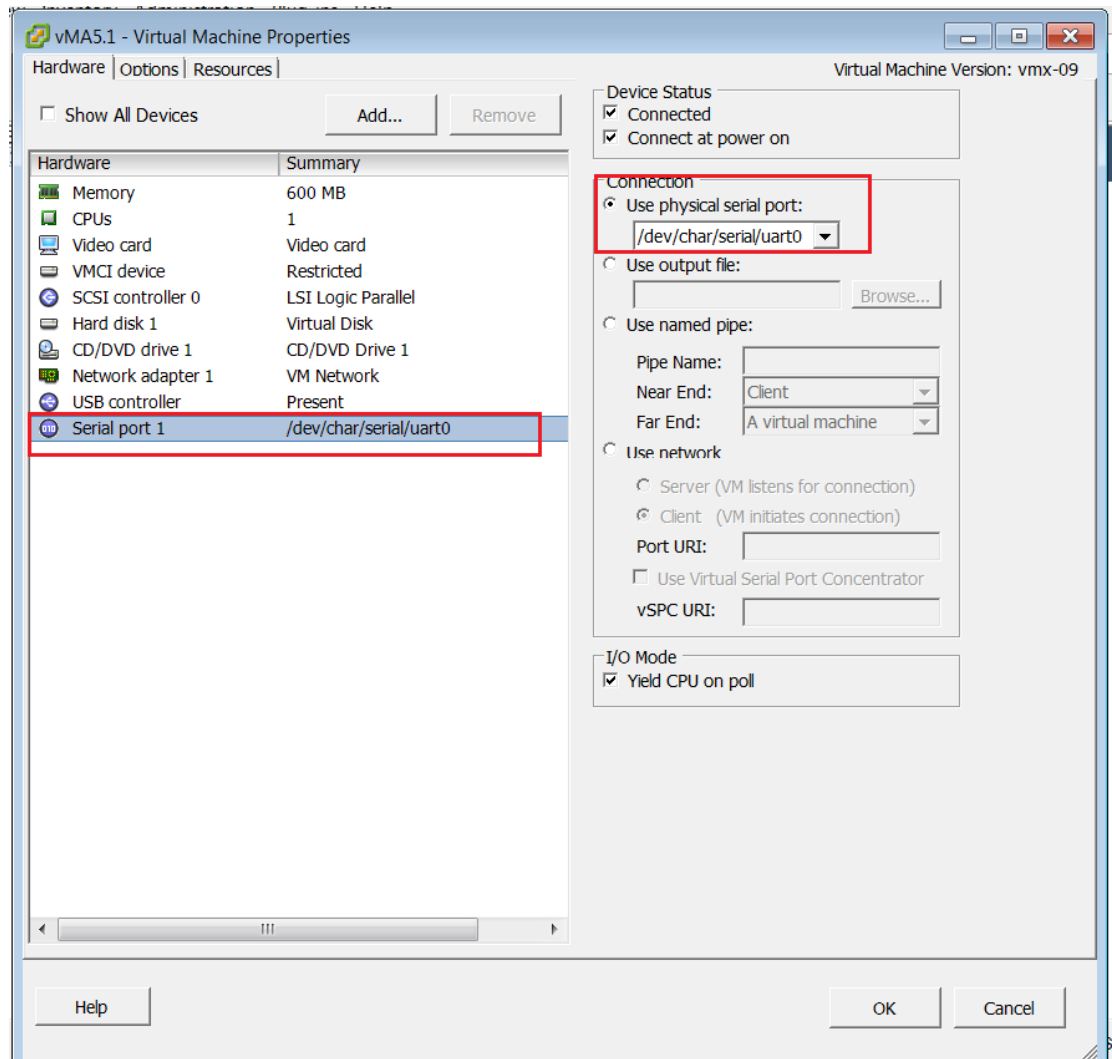 vMA5.1 - Virtual Machine Properties
Hardware Options Resources
Virtual Machine Version: vmx-09
Show All Devices
Add...
Remove
Hardware Summary
Memory 600 MB
CPUs 1
Video card Video card
VMCI device Restricted
SCSI controller 0 LSI Logic Parallel
Hard disk 1 Virtual Disk
CD/DVD drive 1 CD/DVD Drive 1
Network adapter 1 VM Network
USB controller Present
Serial port 1 /dev/char/serial/uart0
Device Status
Connected
Connect at power on
Connection
Use physical serial port:
/dev/char/serial/uart0
Use output file:
Browse...
Use named pipe:
Pipe Name:
Near End: Client
Far End: A virtual machine
Use network
Server (VM listens for connection)
Client (VM initiates connection)
Port URI:
Use Virtual Serial Port Concentrator
vSPC URI:
I/O Mode
Yield CPU on poll
Help
OK
Cancel